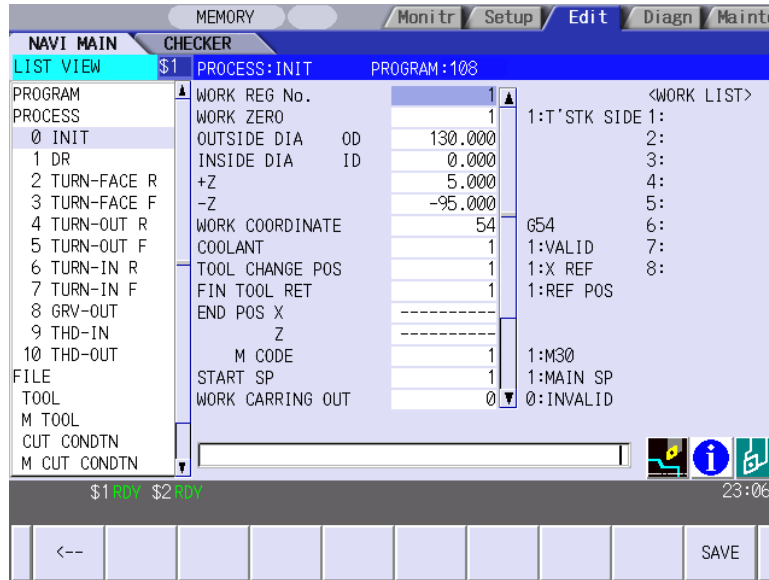 MEMORY Monitr Setup Edit Diagn Mainte
NAVI MAIN CHECKER
LIST VIEW $1 PROCESS:INIT PROGRAM:108
PROGRAM
PROCESS
0 INIT
1 DR
2 TURN-FACE R
3 TURN-FACE F
4 TURN-OUT R
5 TURN-OUT F
6 TURN-IN R
7 TURN-IN F
8 GRV-OUT
9 THD-IN
10 THD-OUT
FILE
TOOL
M TOOL
CUT CONDTN
M CUT CONDTN
WORK REG No. 1 <WORK LIST>
WORK ZERO 1 1:T'STK SIDE 1:
OUTSIDE DIA OD 130.000 2:
INSIDE DIA ID 0.000 3:
+Z 5.000 4:
-Z -95.000 5:
WORK COORDINATE 54 G54 6:
COOLANT 1 1:VALID 7:
TOOL CHANGE POS 1 1:X REF 8:
FIN TOOL RET 1 1:REF POS
END POS X ----------
Z ----------
M CODE 1 1:M30
START SP 1 1:MAIN SP
WORK CARRING OUT 0 0:INVALID
$1 RDY $2 RDY 23:06
<-- SAVE